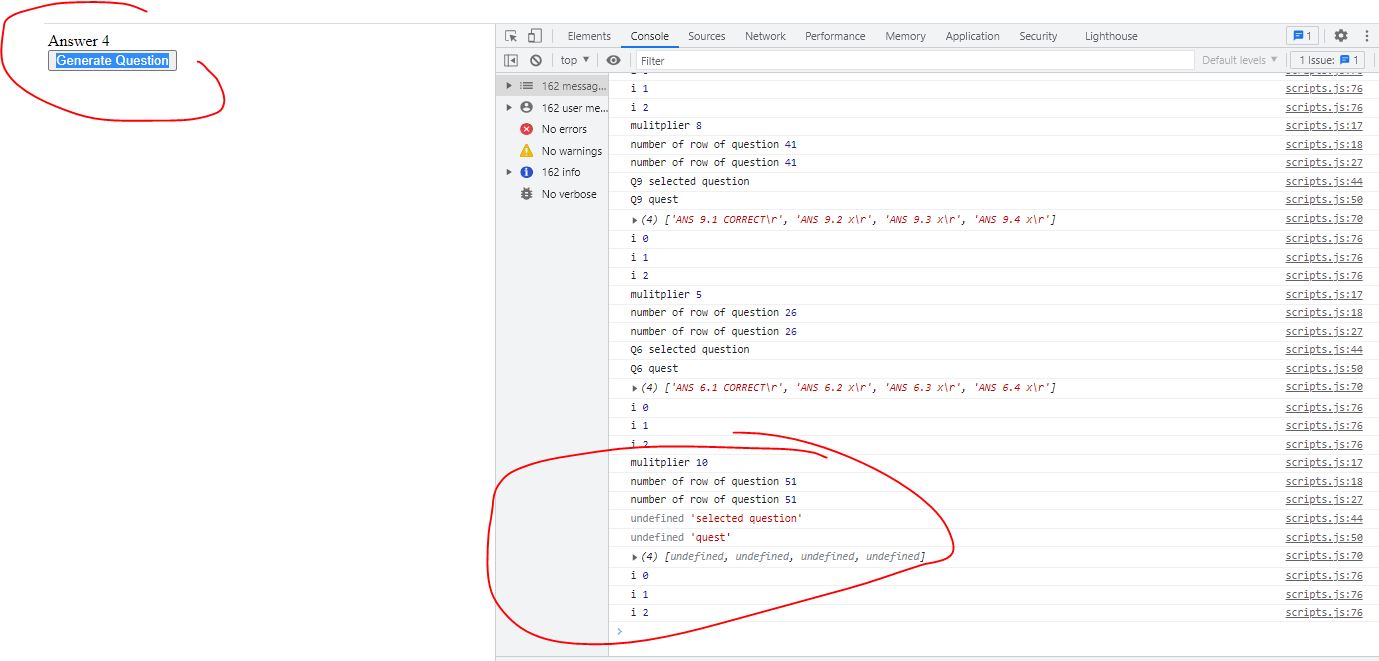 Answer 4
Generate Question
Elements Console Sources Network Performance Memory Application Security Lighthouse 1
top Filter Default levels 1 Issue: 1
162 messag...
162 user me...
No errors
No warnings
162 info
No verbose
i 1 scripts.js:76
i 2 scripts.js:76
mulitplier 8 scripts.js:17
number of row of question 41 scripts.js:18
number of row of question 41 scripts.js:27
Q9 selected question scripts.js:44
Q9 quest scripts.js:50
(4) ['ANS 9.1 CORRECT\r', 'ANS 9.2 x\r', 'ANS 9.3 x\r', 'ANS 9.4 x\r'] scripts.js:70
i 0 scripts.js:76
i 1 scripts.js:76
i 2 scripts.js:76
mulitplier 5 scripts.js:17
number of row of question 26 scripts.js:18
number of row of question 26 scripts.js:27
Q6 selected question scripts.js:44
Q6 quest scripts.js:50
(4) ['ANS 6.1 CORRECT\r', 'ANS 6.2 x\r', 'ANS 6.3 x\r', 'ANS 6.4 x\r'] scripts.js:70
i 0 scripts.js:76
i 1 scripts.js:76
i 2 scripts.js:76
mulitplier 10 scripts.js:17
number of row of question 51 scripts.js:18
number of row of question 51 scripts.js:27
undefined 'selected question' scripts.js:44
undefined 'quest' scripts.js:50
(4) [undefined, undefined, undefined, undefined] scripts.js:70
i 0 scripts.js:76
i 1 scripts.js:76
i 2 scripts.js:76